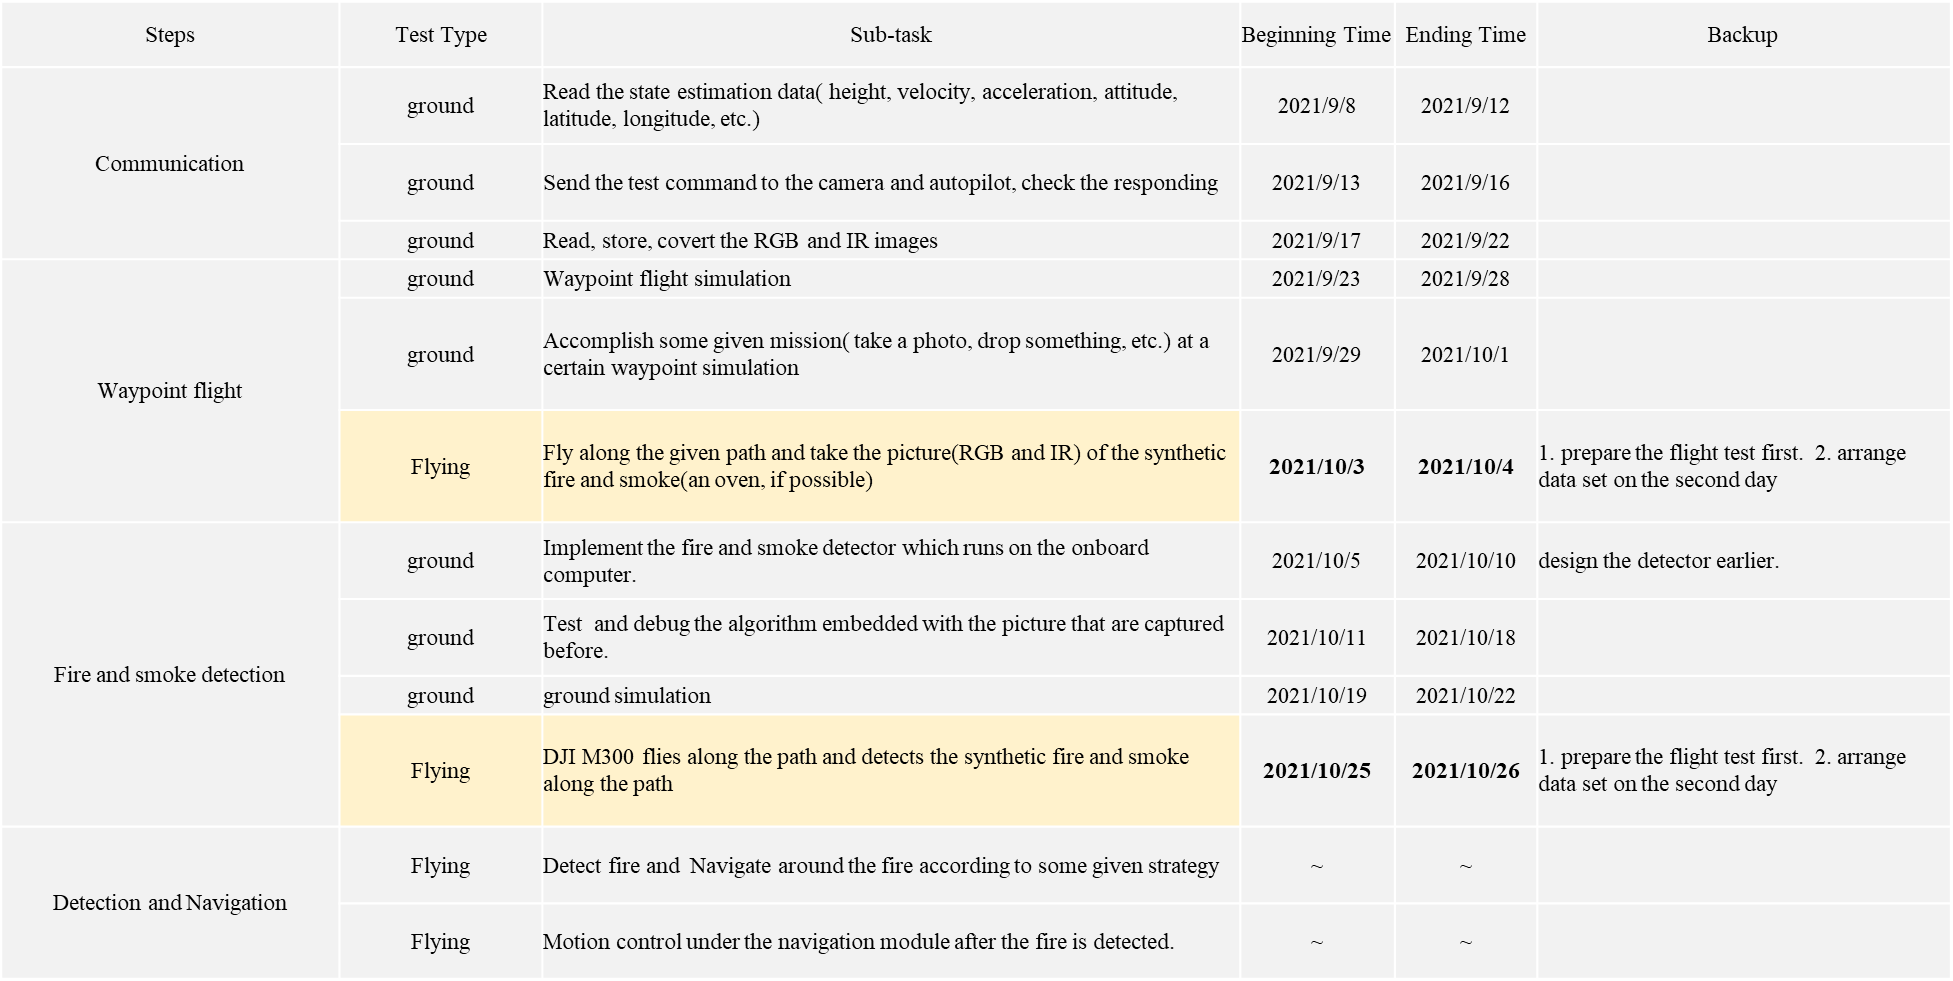 Steps
Test Type
Sub-task
Beginning Time
Ending Time
Backup
Communication
ground
Read the state estimation data( height, velocity, acceleration, attitude,
latitude, longitude, etc.)
2021/9/8
2021/9/12
ground
Send the test command to the camera and autopilot, check the responding
2021/9/13
2021/9/16
ground
Read, store, covert the RGB and IR images
2021/9/17
2021/9/22
Waypoint flight
ground
Waypoint flight simulation
2021/9/23
2021/9/28
ground
Accomplish some given mission( take a photo, drop something, etc.) at a
certain waypoint simulation
2021/9/29
2021/10/1
Flying
Fly along the given path and take the picture(RGB and IR) of the synthetic
fire and smoke(an oven, if possible)
2021/10/3
2021/10/4
1. prepare the flight test first.  2. arrange
data set on the second day
Fire and smoke detection
ground
Implement the fire and smoke detector which runs on the onboard
computer.
2021/10/5
2021/10/10
design the detector earlier.
ground
Test  and debug the algorithm embedded with the picture that are captured
before.
2021/10/11
2021/10/18
ground
ground simulation
2021/10/19
2021/10/22
Flying
DJI M300 flies along the path and detects the synthetic fire and smoke
along the path
2021/10/25
2021/10/26
1. prepare the flight test first.  2. arrange
data set on the second day
Detection and Navigation
Flying
Detect fire and  Navigate around the fire according to some given strategy
~
~
Flying
Motion control under the navigation module after the fire is detected.
~
~